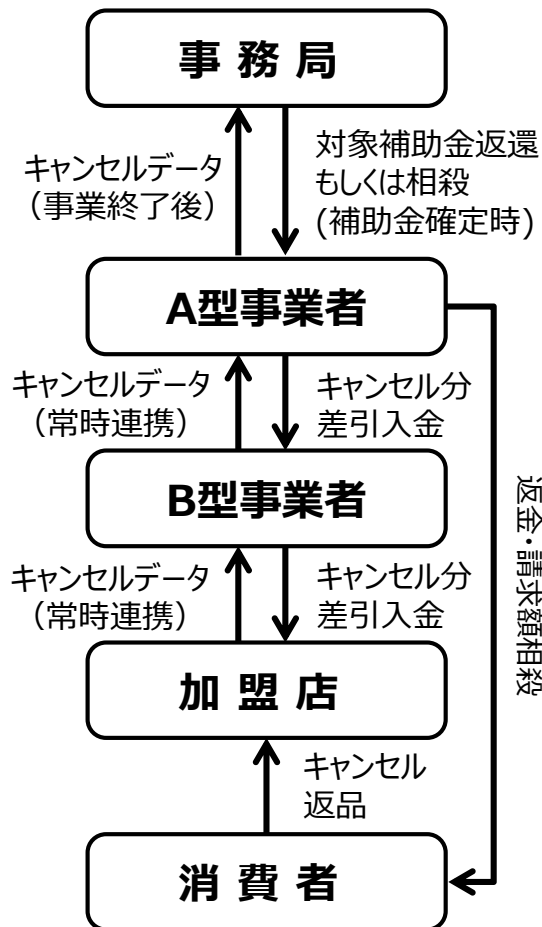 事務局
キャンセルデータ
（事業終了後）
対象補助金返還
もしくは相殺
(補助金確定時)
A型事業者
キャンセルデータ
（常時連携）
キャンセル分
差引入金
B型事業者
返金・請求額相殺
キャンセルデータ
（常時連携）
キャンセル分
差引入金
加盟店
キャンセル
返品
消費者